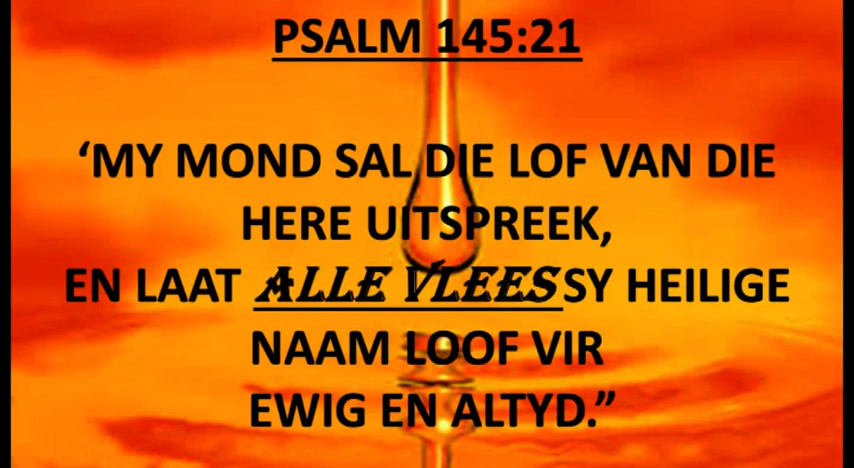 PSALM 145:21
‘MY MOND SAL DIE LOF VAN DIE
HERE UITSPREEK,
EN LAAT ALLE VLEES SY HEILIGE
NAAM LOOF VIR
EWIG EN ALTYD.”